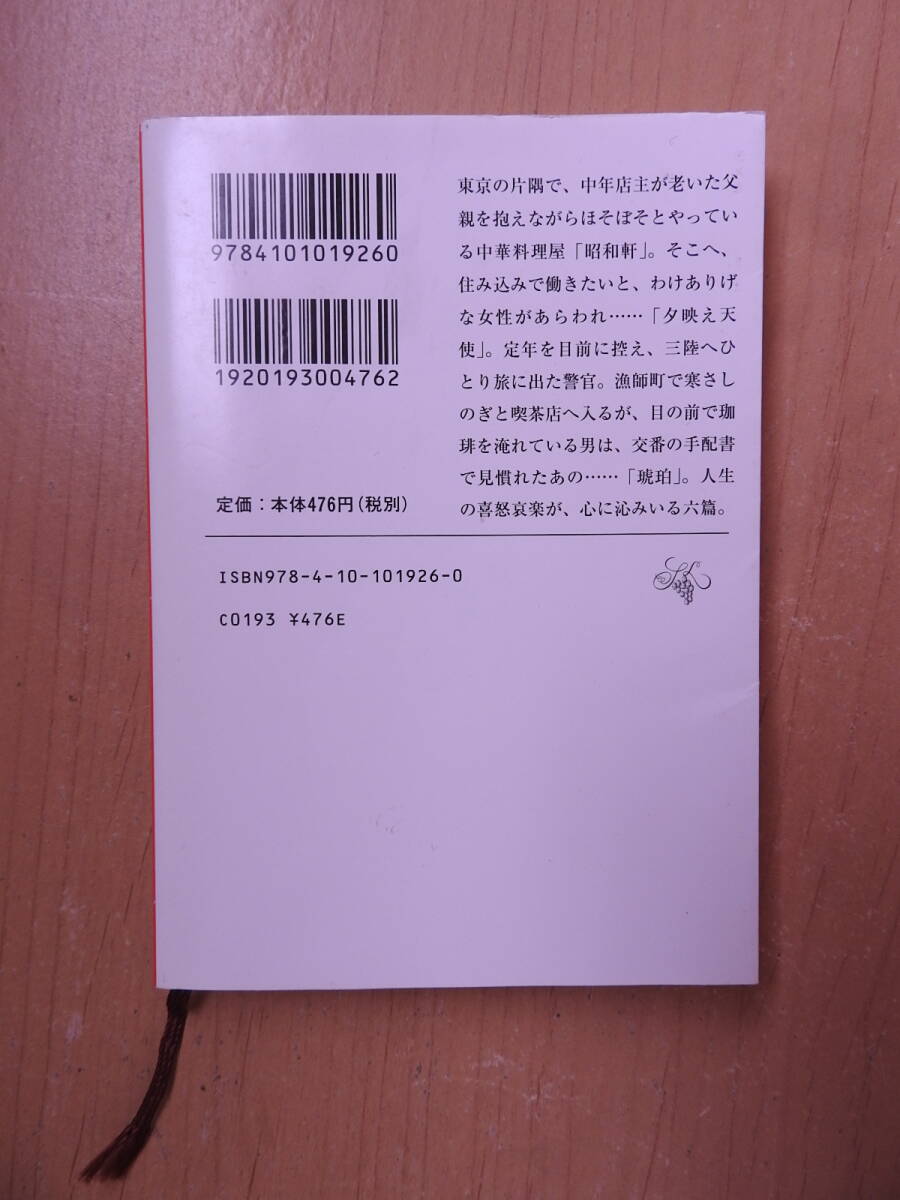 9784101019260
1920193004762
定価：本体476円（税別）
東京の片隅で、中年店主が老いた父
親を抱えながらほそぼそとやってい
る中華料理屋「昭和軒」。そこへ、
住み込みで働きたいと、わけありげ
な女性があらわれ……「夕映え天
使」。定年を目前に控え、三陸へひ
とり旅に出た警官。漁師町で寒さし
のぎと喫茶店へ入るが、目の前で珈
琲を淹れている男は、交番の手配書
で見慣れたあの……「琥珀」。人生
の喜怒哀楽が、心に沁みいる六篇。
ISBN978-4-10-101926-0
C0193 ¥476E